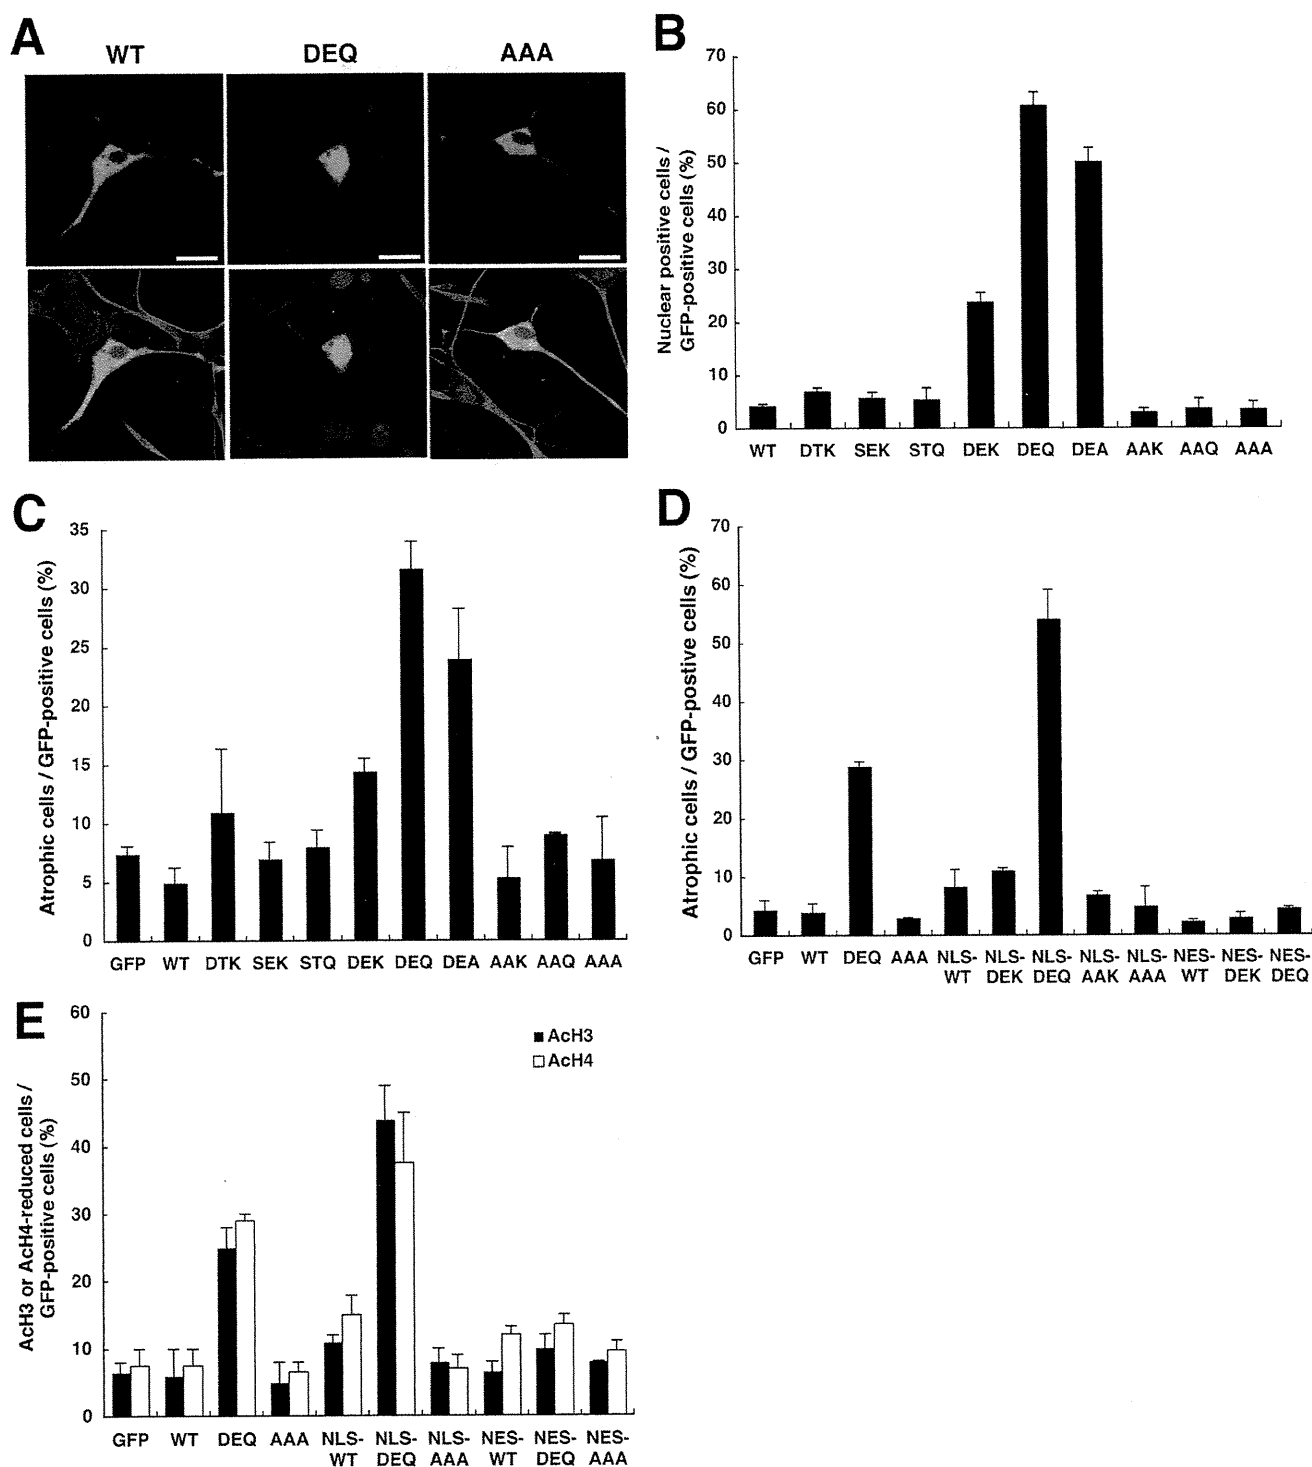 A
WT DEQ AAA
B
Nuclear positive cells /
GFP-positive cells (%)
70
60
50
40
30
20
10
0
WT DTK SEK STQ DEK DEQ DEA AAK AAQ AAA
C
Atrophic cells / GFP-positive cells (%)
35
30
25
20
15
10
5
0
GFP WT DTK SEK STQ DEK DEQ DEA AAK AAQ AAA
D
Atrophic cells / GFP-postive cells (%)
70
60
50
40
30
20
10
0
GFP WT DEQ AAA NLS- NLS- NLS- NLS- NLS- NES- NES- NES-
WT DEK DEQ AAK AAA WT DEK DEQ
E
AcH3 or AcH4-reduced cells /
GFP-positive cells (%)
60
50
40
30
20
10
0
AcH3
AcH4
GFP WT DEQ AAA NLS- NLS- NLS- NES- NES- NES-
WT DEQ AAA WT DEQ AAA